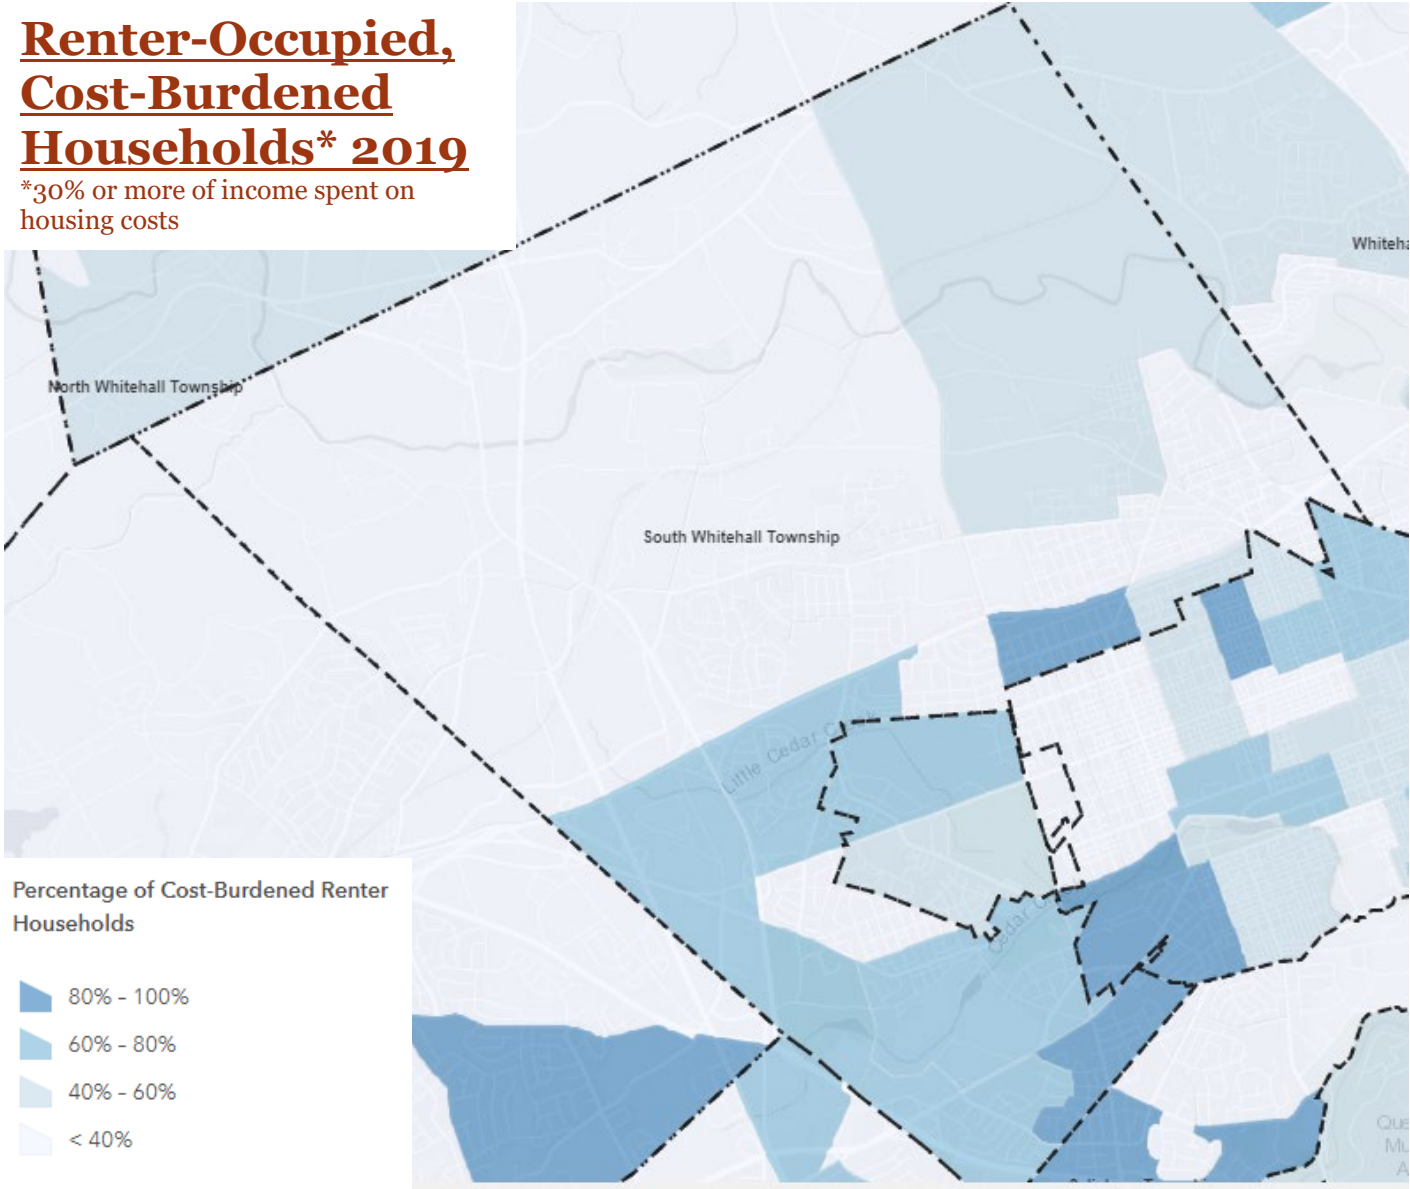 Renter-Occupied,
Cost-Burdened
Households* 2019
*30% or more of income spent on
housing costs
North Whitehall Township
South Whitehall Township
Little Cedar Creek
Percentage of Cost-Burdened Renter
Households
80% - 100%
60% - 80%
40% - 60%
< 40%